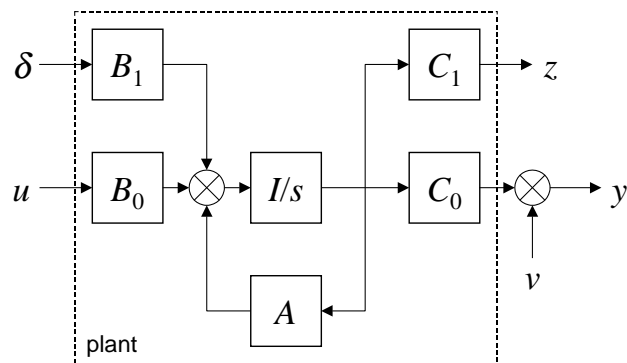 δ B₁ C₁ z
u B₀ I/s C₀ y
A v
plant